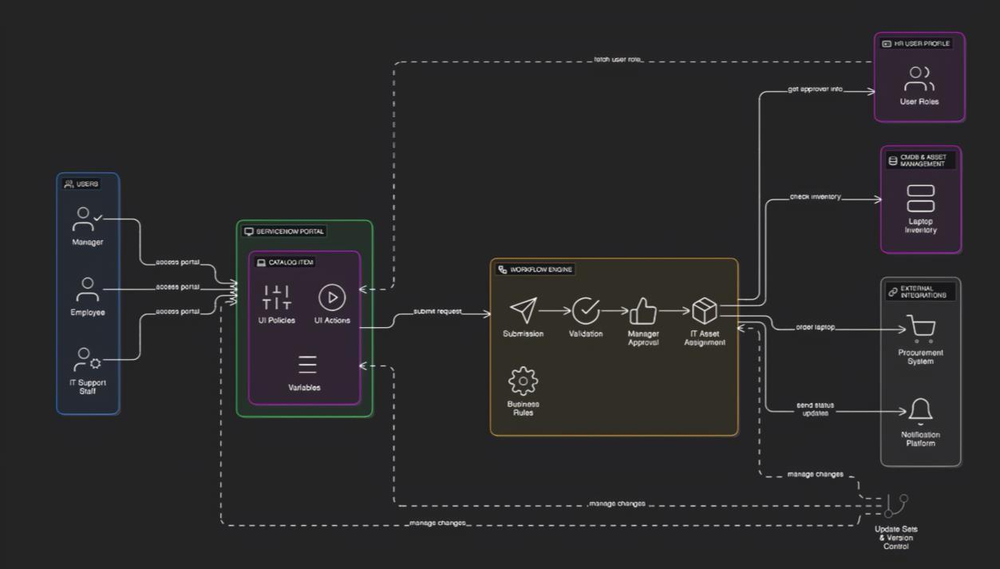 HR USER PROFILE
User Roles
fetch user role
get approver info
CMDB & ASSET
MANAGEMENT
Laptop
Inventory
check inventory
USERS
Manager
Employee
IT Support
Staff
access portal
access portal
access portal
SERVICENOW PORTAL
CATALOG ITEM
UI Policies
UI Actions
Variables
submit request
WORKFLOW ENGINE
Submission
Validation
Manager
Approval
IT Asset
Assignment
Business
Rules
EXTERNAL
INTEGRATIONS
order laptop
Procurement
System
send status
updates
Notification
Platform
manage changes
manage changes
manage changes
Update Sets
& Version
Control